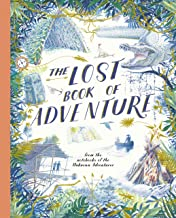 THE
LOST
BOOK OF
ADVENTURE
from the
notebooks of the
Unknown Adventurer